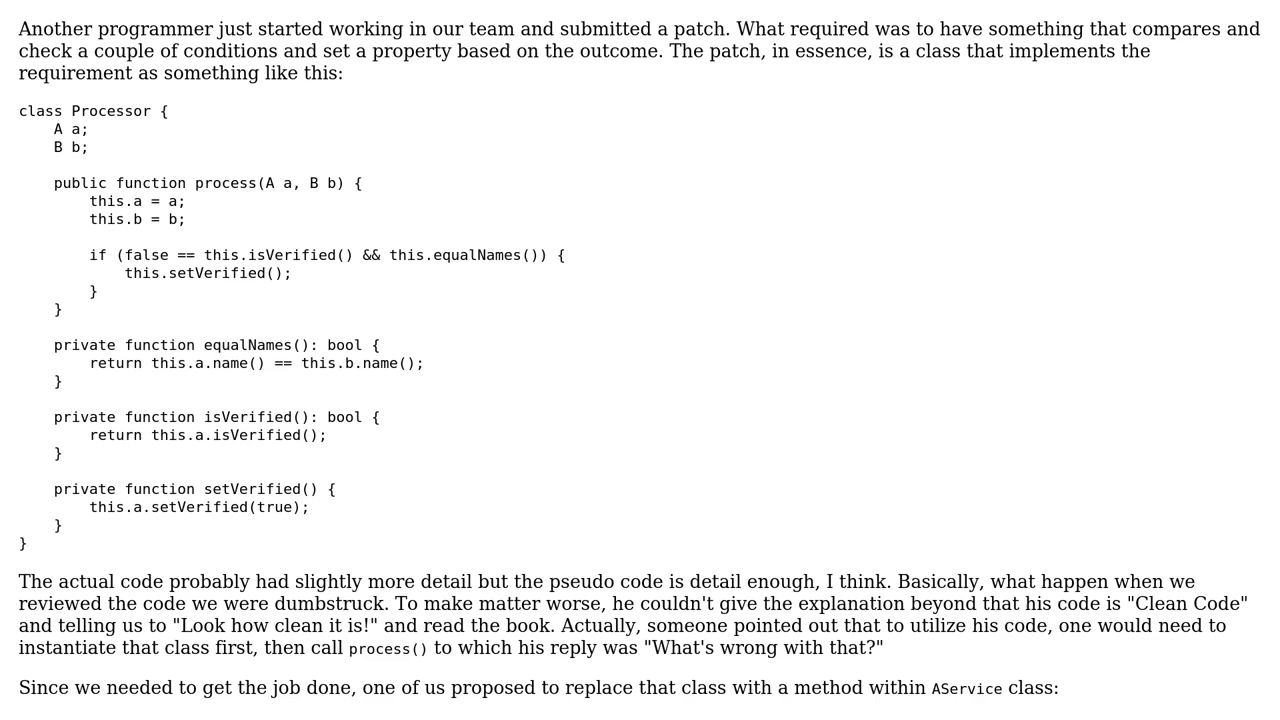 Another programmer just started working in our team and submitted a patch. What required was to have something that compares and
check a couple of conditions and set a property based on the outcome. The patch, in essence, is a class that implements the
requirement as something like this:
class Processor {
    A a;
    B b;
    public function process(A a, B b) {
        this.a = a;
        this.b = b;
        if (false == this.isVerified() && this.equalNames()) {
            this.setVerified();
        }
    }
    private function equalNames(): bool {
        return this.a.name() == this.b.name();
    }
    private function isVerified(): bool {
        return this.a.isVerified();
    }
    private function setVerified() {
        this.a.setVerified(true);
    }
}
The actual code probably had slightly more detail but the pseudo code is detail enough, I think. Basically, what happen when we
reviewed the code we were dumbstruck. To make matter worse, he couldn't give the explanation beyond that his code is "Clean Code"
and telling us to "Look how clean it is!" and read the book. Actually, someone pointed out that to utilize his code, one would need to
instantiate that class first, then call process() to which his reply was "What's wrong with that?"
Since we needed to get the job done, one of us proposed to replace that class with a method within AService class: